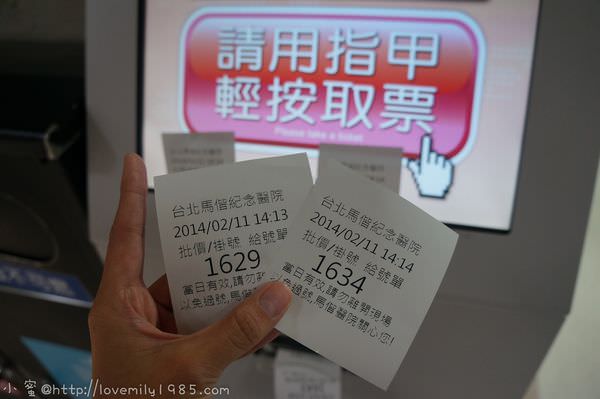 請用指甲
輕按取票
Please take a ticket
台北馬偕紀念醫院
2014/02/11 14:13
批價/掛號 給號單
1629
當日有效,請勿離
以免過號,馬偕
台北馬偕紀念醫院
2014/02/11 14:14
批價/掛號 給號單
1634
當日有效,請勿離開現場
以免過號,馬偕醫院關心您!
小蜜@http://lovemily1985.com